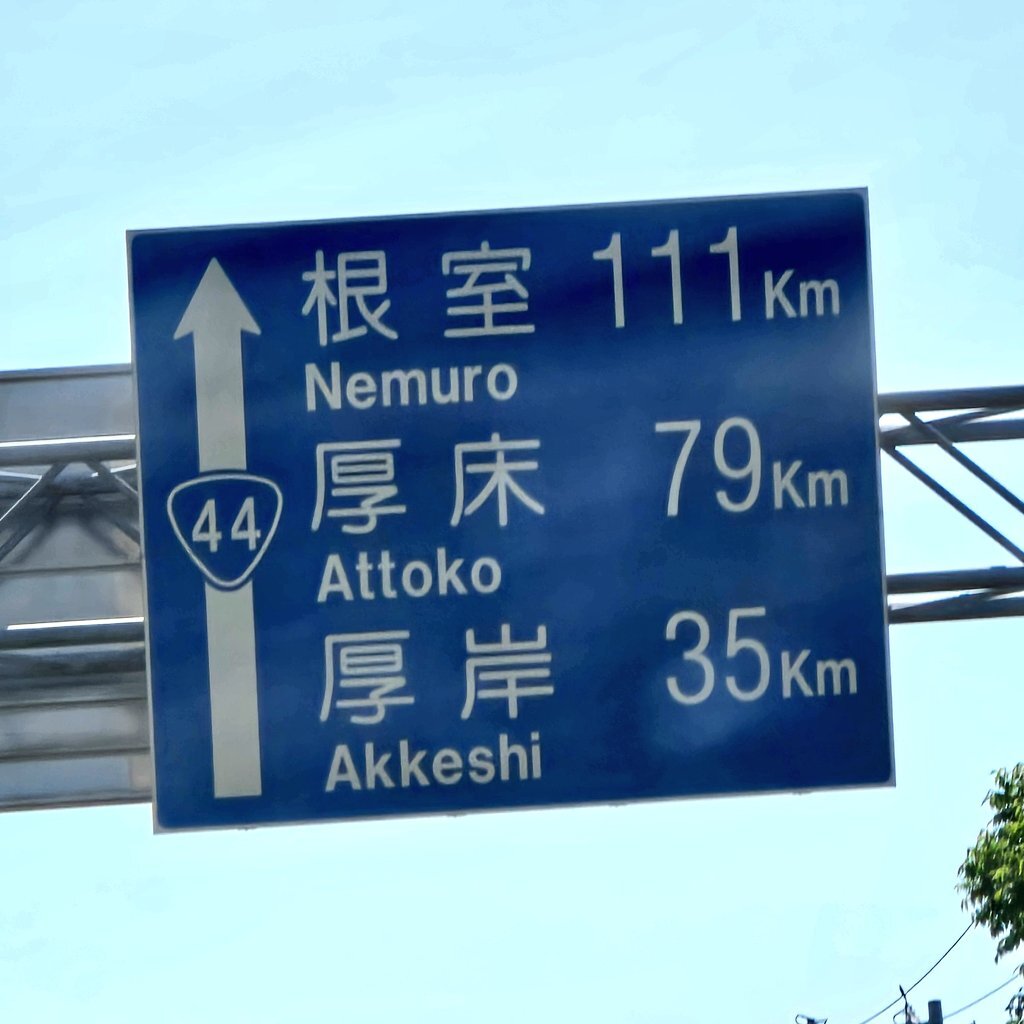 根室 111Km
Nemuro
厚床 79Km
44
Attoko
厚岸 35Km
Akkeshi